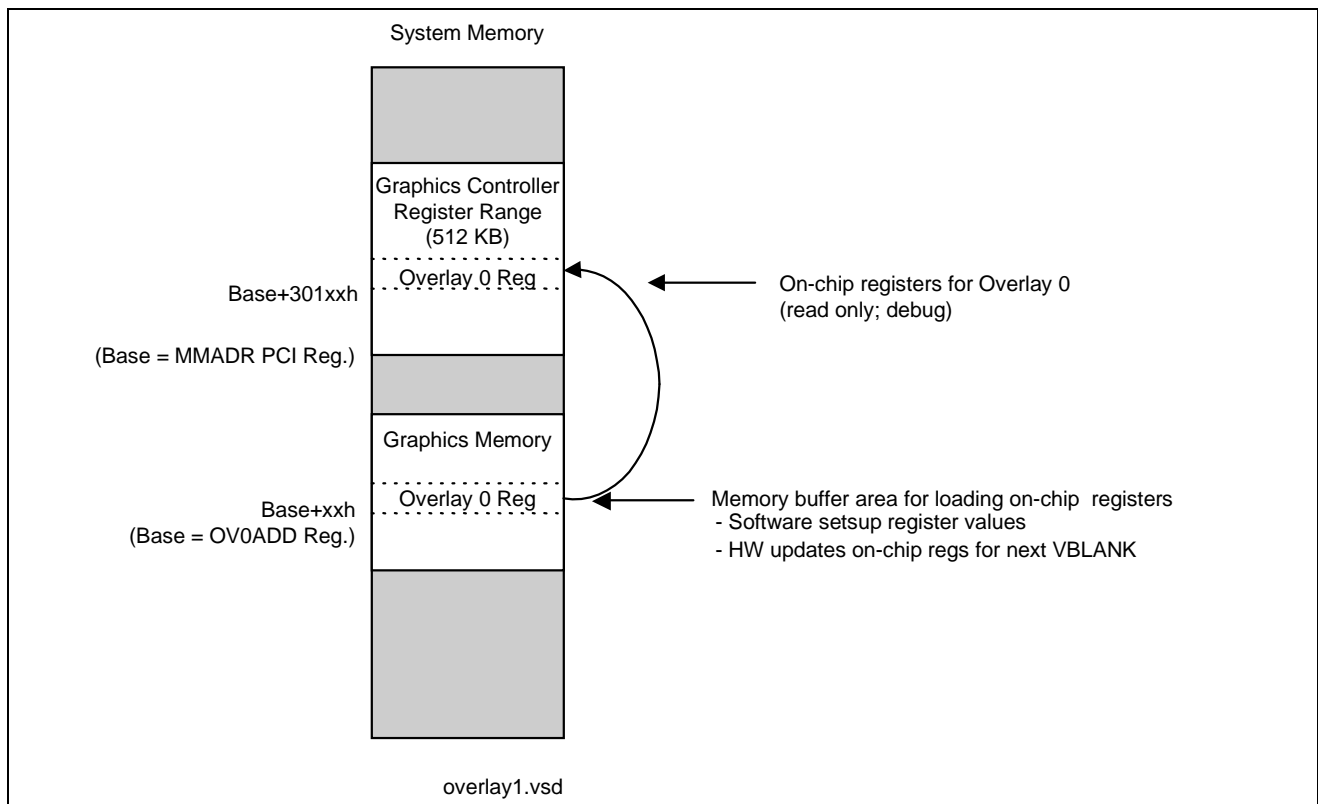 System Memory
Graphics Controller
Register Range
(512 KB)
Overlay 0 Reg
Base+301xxh
On-chip registers for Overlay 0
(read only; debug)
(Base = MMADR PCI Reg.)
Graphics Memory
Overlay 0 Reg
Base+xxh
(Base = OV0ADD Reg.)
Memory buffer area for loading on-chip registers
- Software setsup register values
- HW updates on-chip regs for next VBLANK
overlay1.vsd